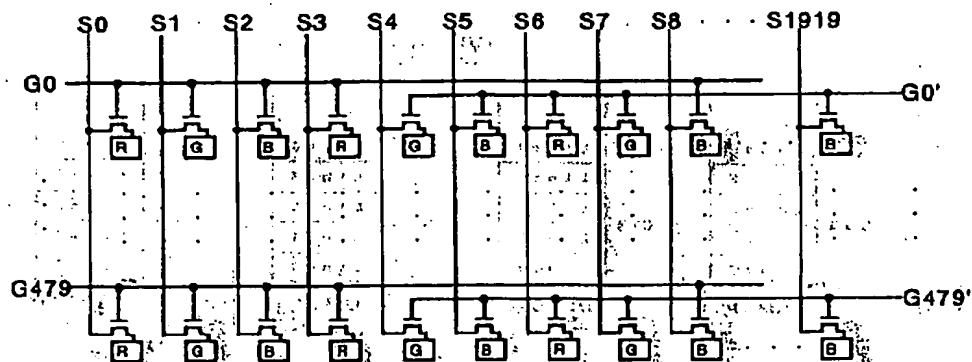 S0 S1 S2 S3 S4 S5 S6 S7 S8 S1919
G0
G0'
R G B R G B R G B B
G479
G479'
R G B R G B R G B B